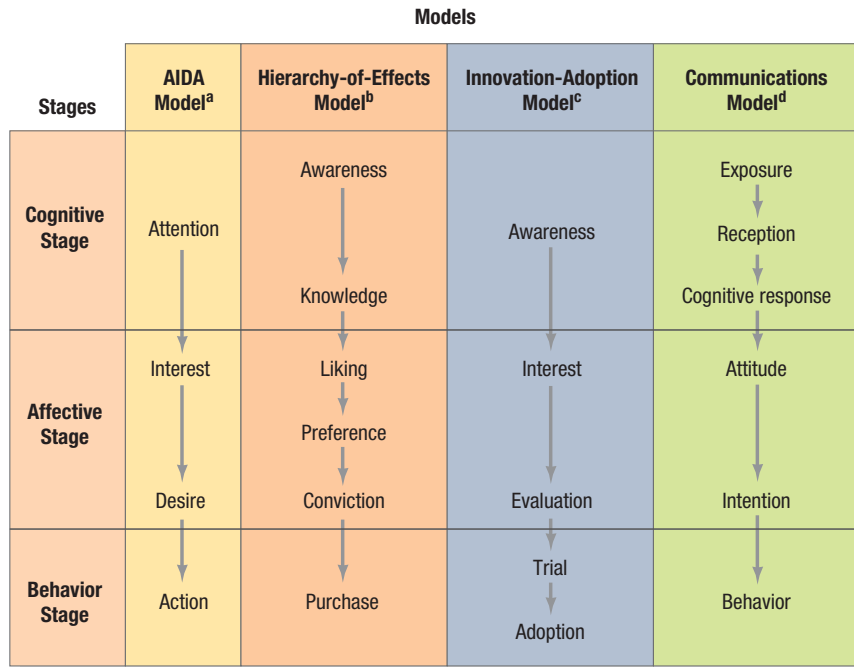 Models
Stages
AIDA
Model^a
Hierarchy-of-Effects
Model^b
Innovation-Adoption
Model^c
Communications
Model^d
Cognitive
Stage
Attention
Awareness
Knowledge
Awareness
Exposure
Reception
Cognitive response
Affective
Stage
Interest
Desire
Liking
Preference
Conviction
Interest
Evaluation
Attitude
Intention
Behavior
Stage
Action
Purchase
Trial
Adoption
Behavior